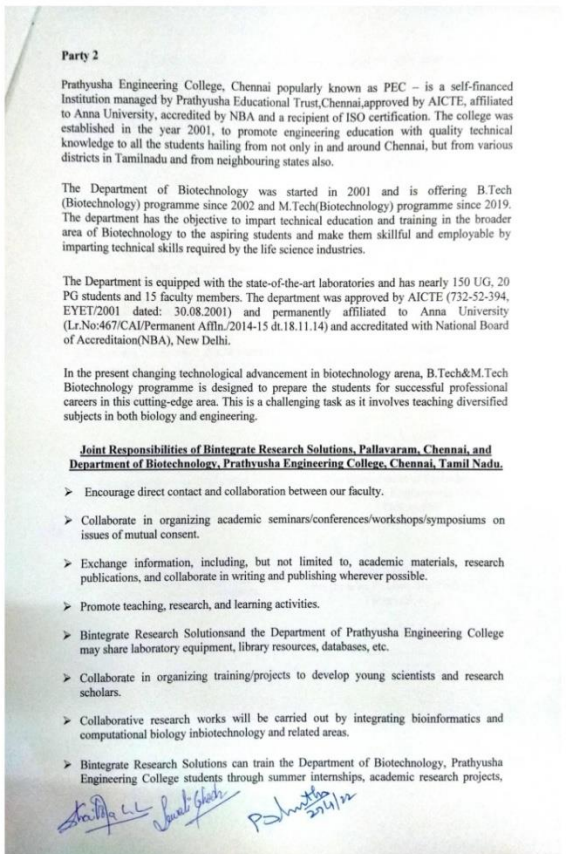 Party 2
Prathyusha Engineering College, Chennai popularly known as PEC – is a self-financed
Institution managed by Prathyusha Educational Trust,Chennai,approved by AICTE, affiliated
to Anna University, accredited by NBA and a recipient of ISO certification. The college was
established in the year 2001, to promote engineering education with quality technical
knowledge to all the students hailing from not only in and around Chennai, but from various
districts in Tamilnadu and from neighbouring states also.
The Department of Biotechnology was started in 2001 and is offering B.Tech
(Biotechnology) programme since 2002 and M.Tech(Biotechnology) programme since 2019.
The department has the objective to impart technical education and training in the broader
area of Biotechnology to the aspiring students and make them skillful and employable by
imparting technical skills required by the life science industries.
The Department is equipped with the state-of-the-art laboratories and has nearly 150 UG, 20
PG students and 15 faculty members. The department was approved by AICTE (732-52-394,
EYET/2001 dated: 30.08.2001) and permanently affiliated to Anna University
(Lr.No:467/CAI/Permanent Affln./2014-15 dt.18.11.14) and accreditated with National Board
of Accreditaion(NBA), New Delhi.
In the present changing technological advancement in biotechnology arena, B.Tech&M.Tech
Biotechnology programme is designed to prepare the students for successful professional
careers in this cutting-edge area. This is a challenging task as it involves teaching diversified
subjects in both biology and engineering.
Joint Responsibilities of Bintegrate Research Solutions, Pallavaram, Chennai, and
Department of Biotechnology, Prathyusha Engineering College, Chennai, Tamil Nadu.
➤ Encourage direct contact and collaboration between our faculty.
➤ Collaborate in organizing academic seminars/conferences/workshops/symposiums on
issues of mutual consent.
➤ Exchange information, including, but not limited to, academic materials, research
publications, and collaborate in writing and publishing wherever possible.
➤ Promote teaching, research, and learning activities.
➤ Bintegrate Research Solutionsand the Department of Prathyusha Engineering College
may share laboratory equipment, library resources, databases, etc.
➤ Collaborate in organizing training/projects to develop young scientists and research
scholars.
➤ Collaborative research works will be carried out by integrating bioinformatics and
computational biology inbiotechnology and related areas.
➤ Bintegrate Research Solutions can train the Department of Biotechnology, Prathyusha
Engineering College students through summer internships, academic research projects,